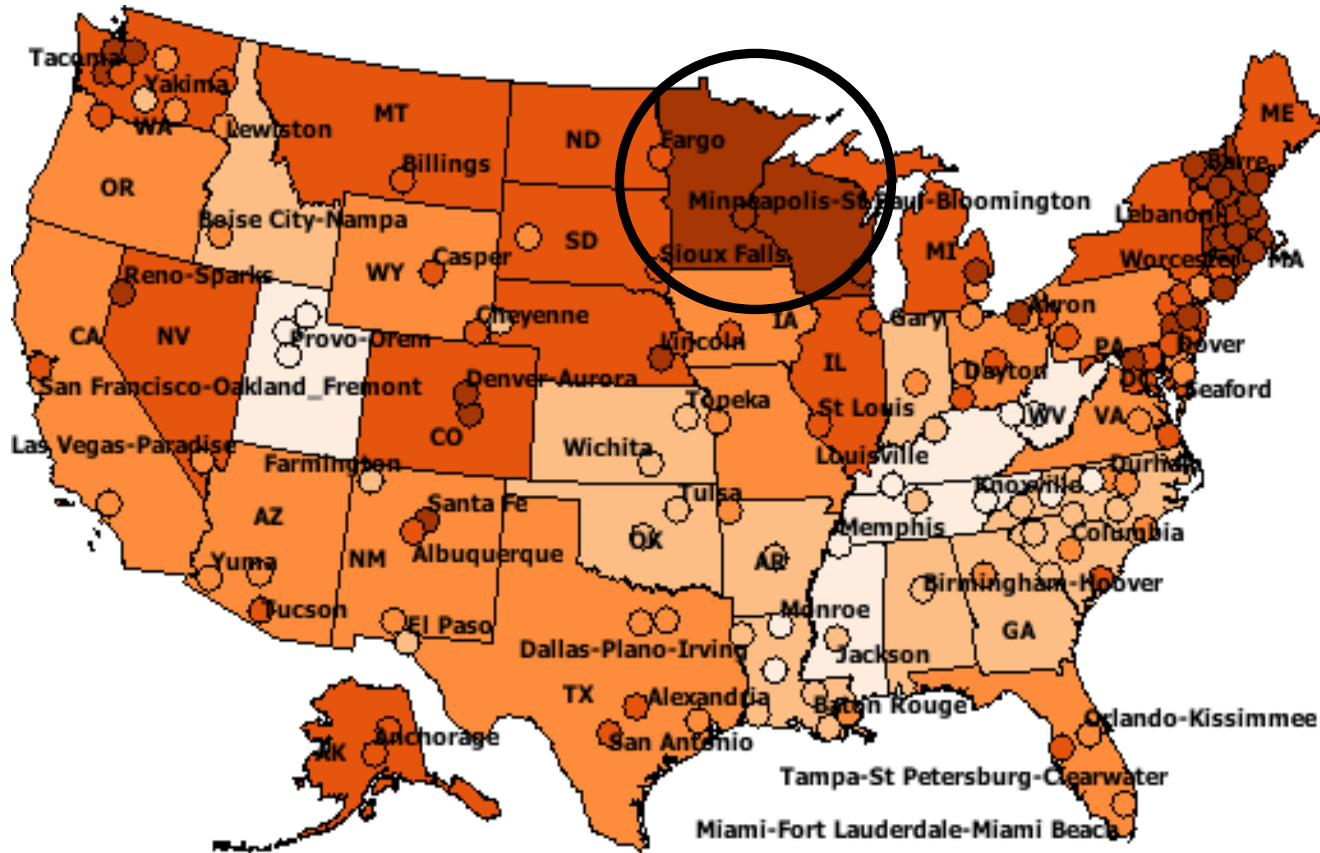 Tacoma
Yakima
WA
Lewiston
MT
Billings
ND
Fargo
ME
Barre
OR
Boise City-Nampa
Minneapolis-St Paul-Bloomington
Lebanon
WY
Casper
SD
Sioux Falls
MI
Worcester
MA
Reno-Sparks
CA
NV
Provo-Orem
Cheyenne
Lincoln
IA
Gary
Akron
PA
Dover
San Francisco-Oakland_Fremont
Denver-Aurora
IL
Dayton
DC
Seaford
CO
Topeka
St Louis
WV
VA
Las Vegas-Paradise
Farmington
Wichita
Louisville
Durham
AZ
Santa Fe
Tulsa
Knoxville
NM
Albuquerque
OK
Memphis
Columbia
Yuma
AR
Birmingham-Hoover
Tucson
El Paso
Monroe
GA
Dallas-Plano-Irving
Jackson
TX
Alexandria
Baton Rouge
Orlando-Kissimmee
AK
Anchorage
San Antonio
Tampa-St Petersburg-Clearwater
Miami-Fort Lauderdale-Miami Beach